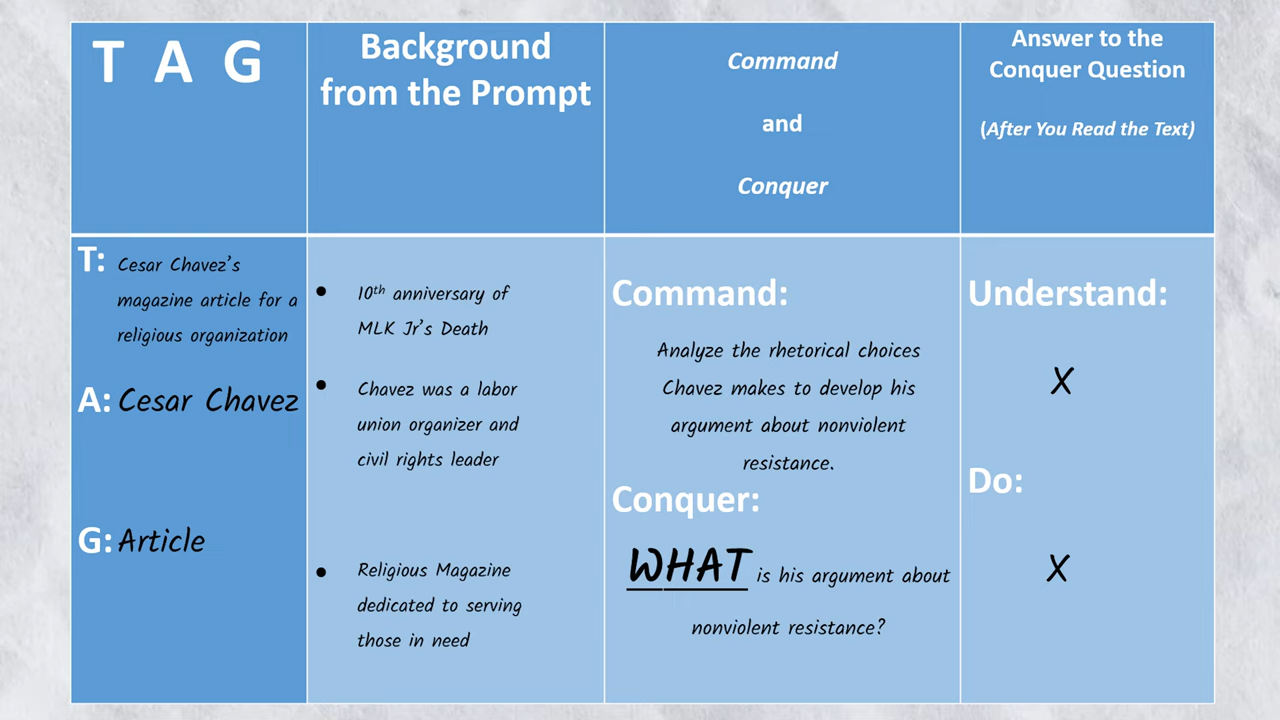 T A G
Background
from the Prompt
Command
and
Conquer
Answer to the
Conquer Question
(After You Read the Text)
T: Cesar Chavez's
magazine article for a
religious organization
A: Cesar Chavez
G: Article
• 10th anniversary of
MLK Jr's Death
• Chavez was a labor
union organizer and
civil rights leader
• Religious Magazine
dedicated to serving
those in need
Command:
Analyze the rhetorical choices
Chavez makes to develop his
argument about nonviolent
resistance.
Conquer:
WHAT is his argument about
nonviolent resistance?
Understand:
X
Do:
X